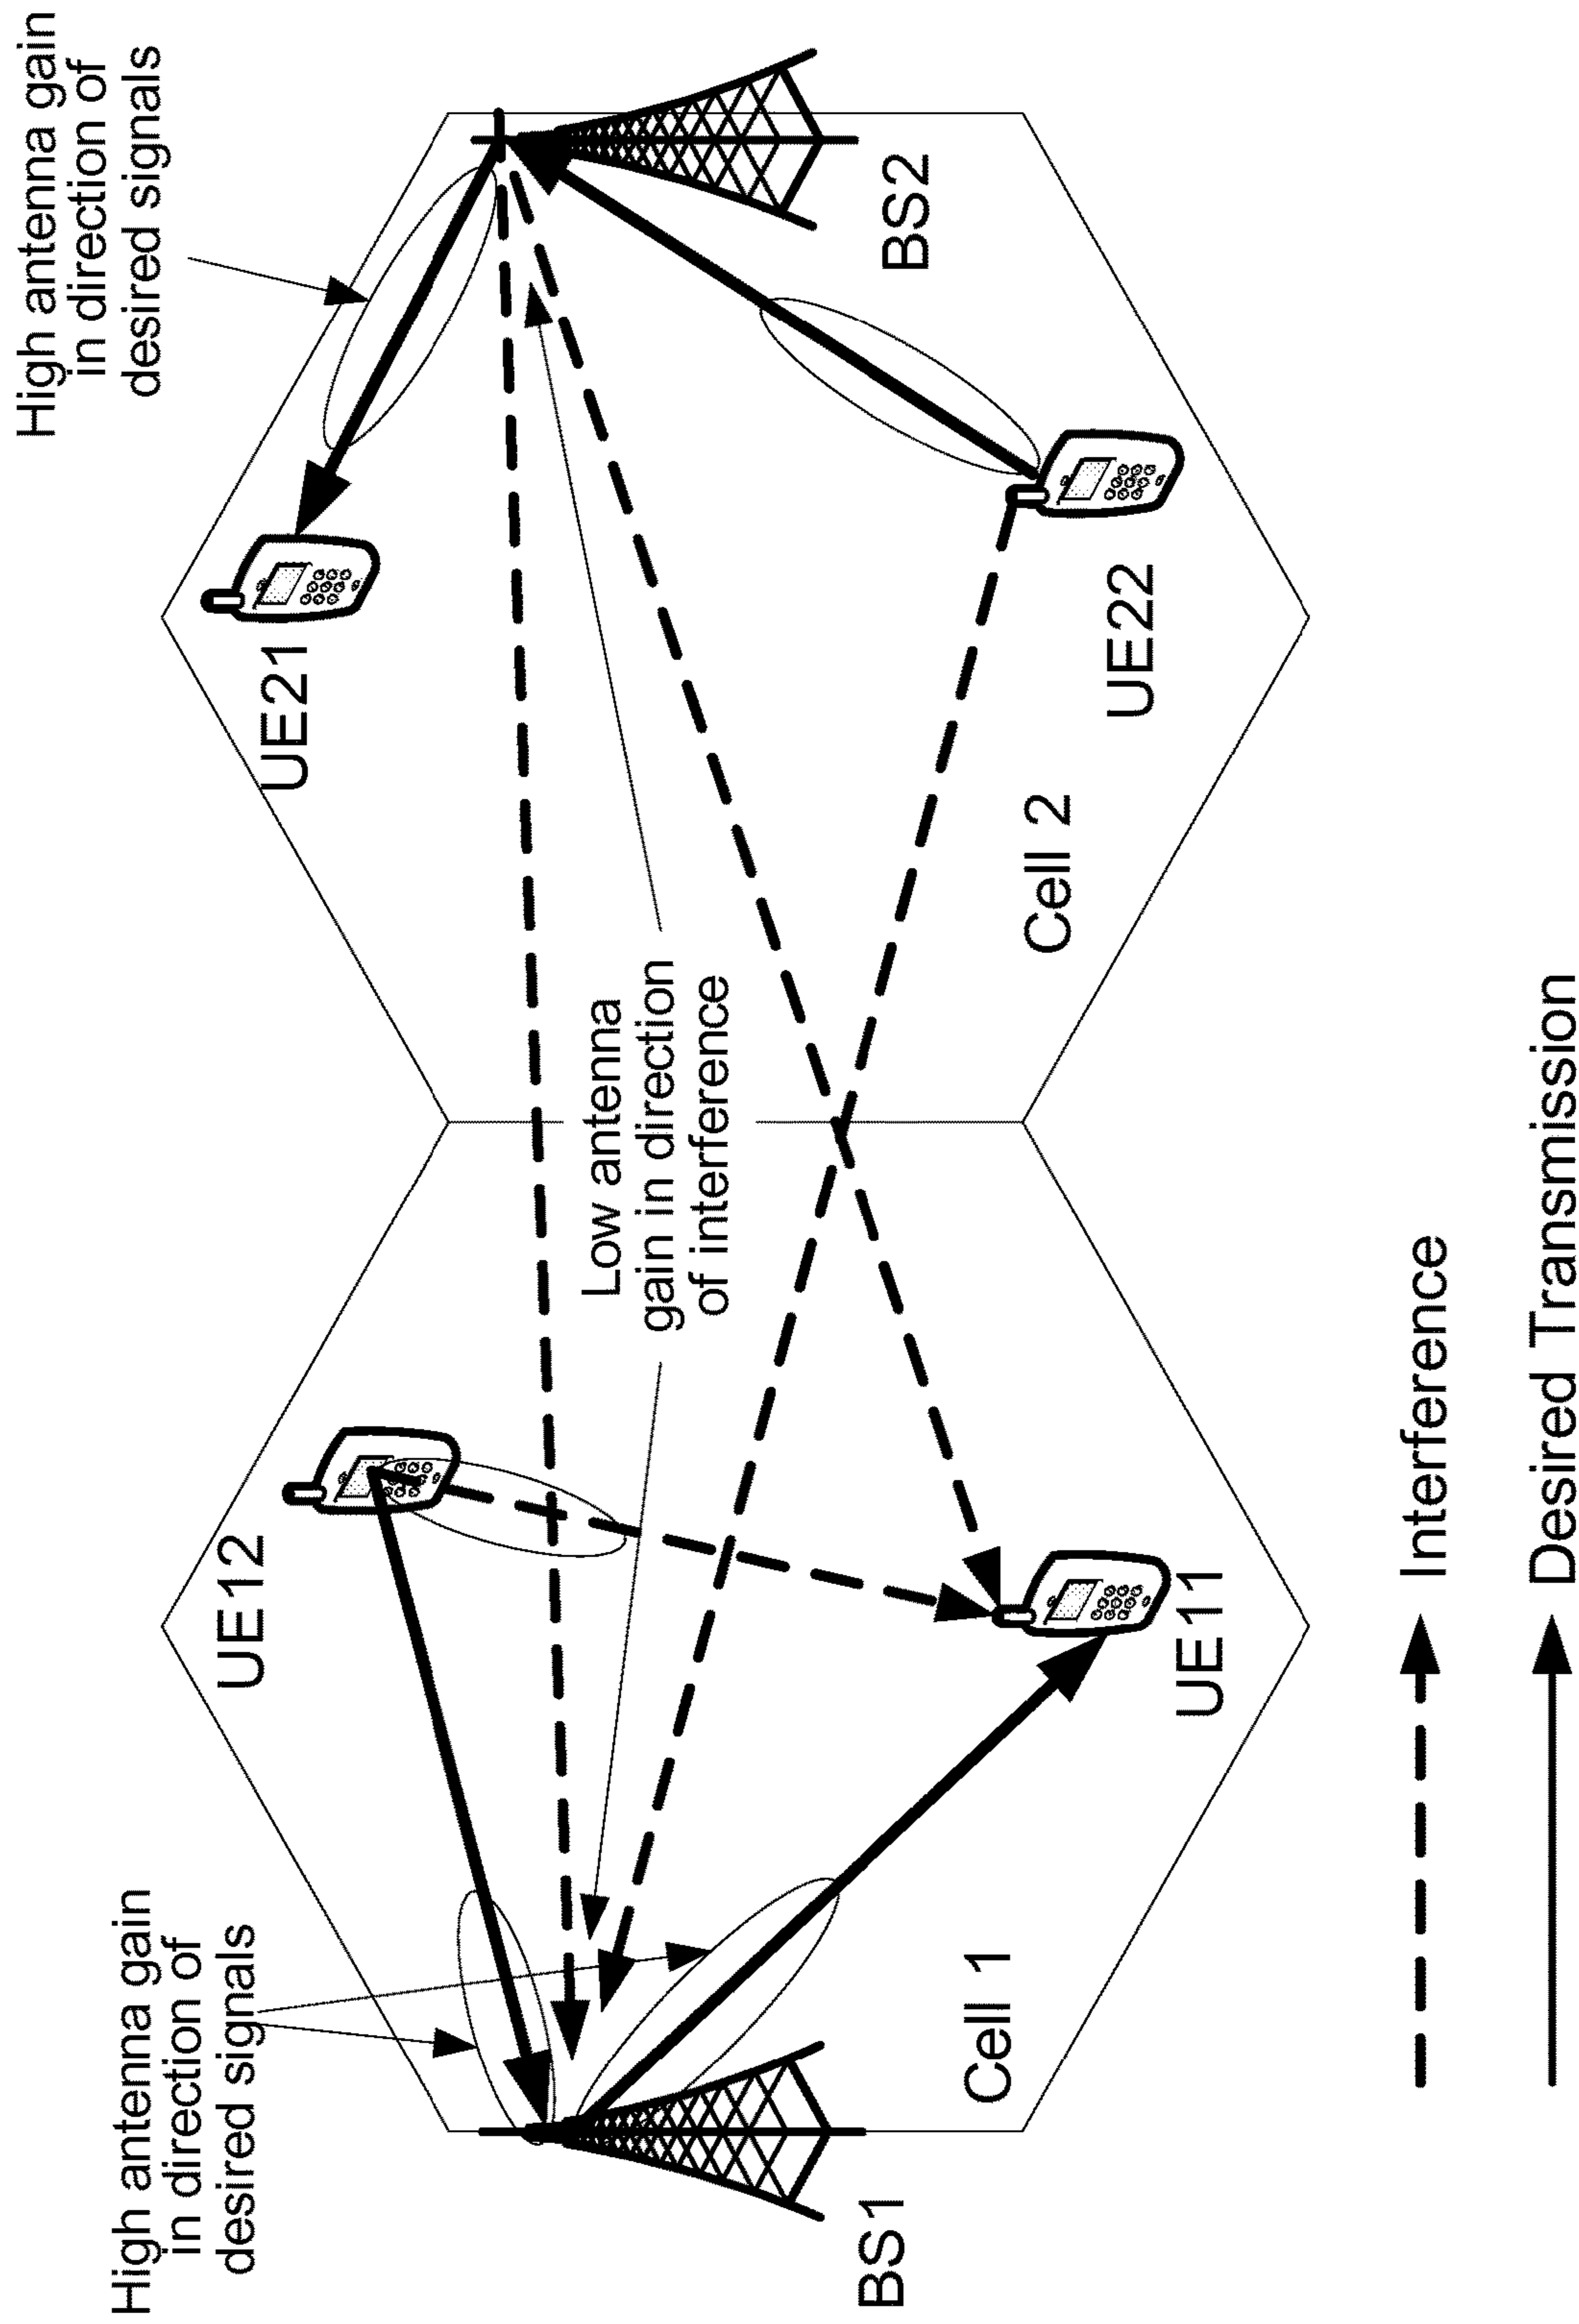 High antenna gain
in direction of
desired signals
High antenna gain
in direction of
desired signals
UE12
UE21
BS1
BS2
Low antenna
gain in direction
of interference
Cell 1
Cell 2
UE11
UE22
Interference
Desired Transmission